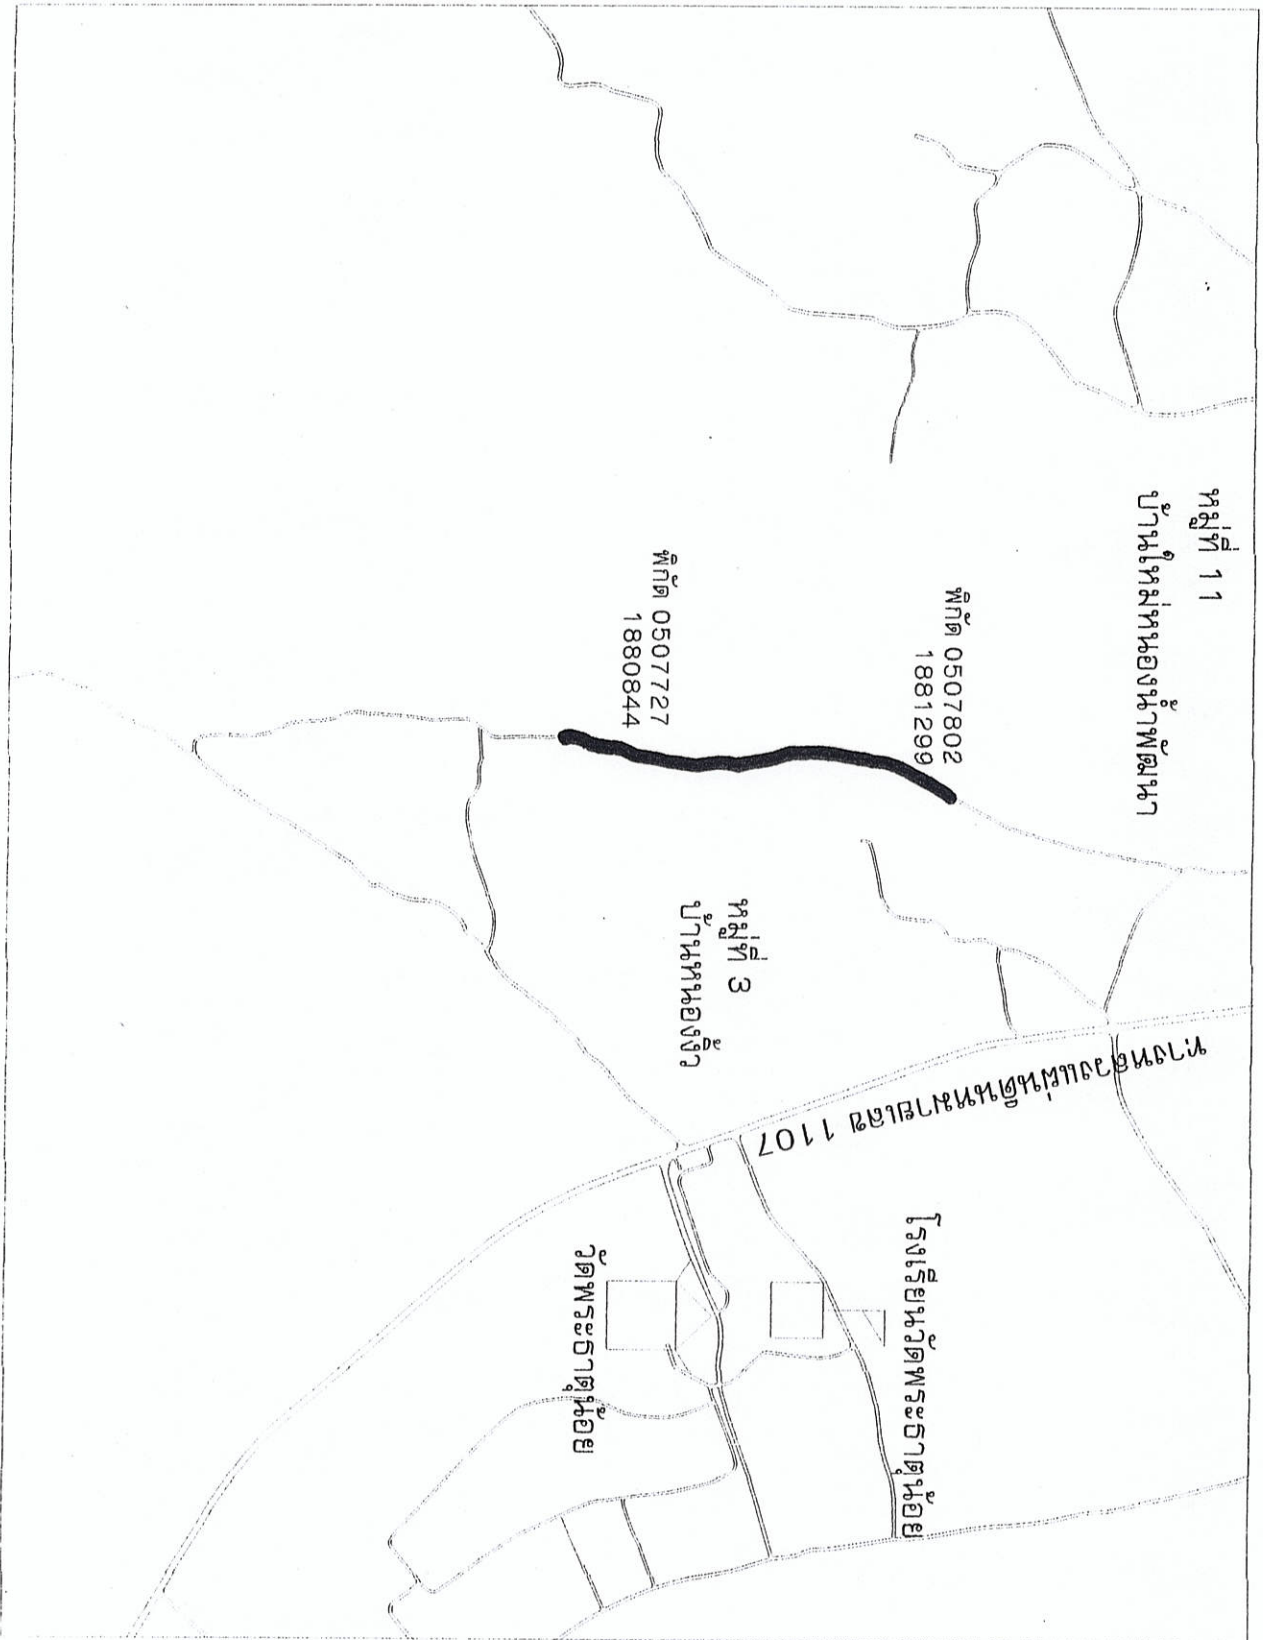 หมู่ที่ 11
บ้านใหม่หนองน้ำพัฒนา
พิกัด 0507802
1881299
พิกัด 0507727
1880844
หมู่ที่ 3
บ้านหนองงิ้ว
ทางหลวงแผ่นดินหมายเลข 1107
โรงเรียนวัดพระธาตุน้อย
วัดพระธาตุน้อย